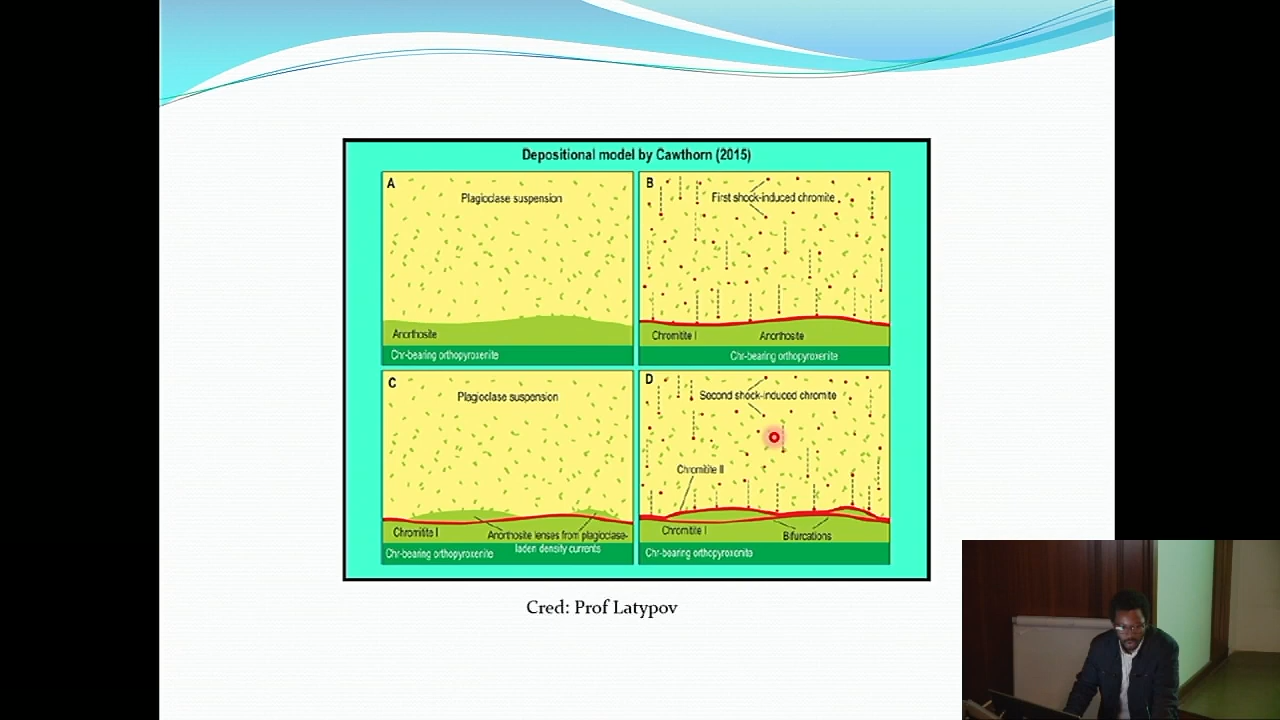 Depositional model by Cawthorn (2015)
A
Plagioclase suspension
Anorthosite
Chr-bearing orthopyroxenite
B
First shock-induced chromite
Chromitite I
Anorthosite
Chr-bearing orthopyroxenite
C
Plagioclase suspension
Chromitite I
Anorthosite lenses from plagioclase-
laden density currents
Chr-bearing orthopyroxenite
D
Second shock-induced chromite
Chromitite II
Chromitite I
Bifurcations
Chr-bearing orthopyroxenite
Cred: Prof Latypov